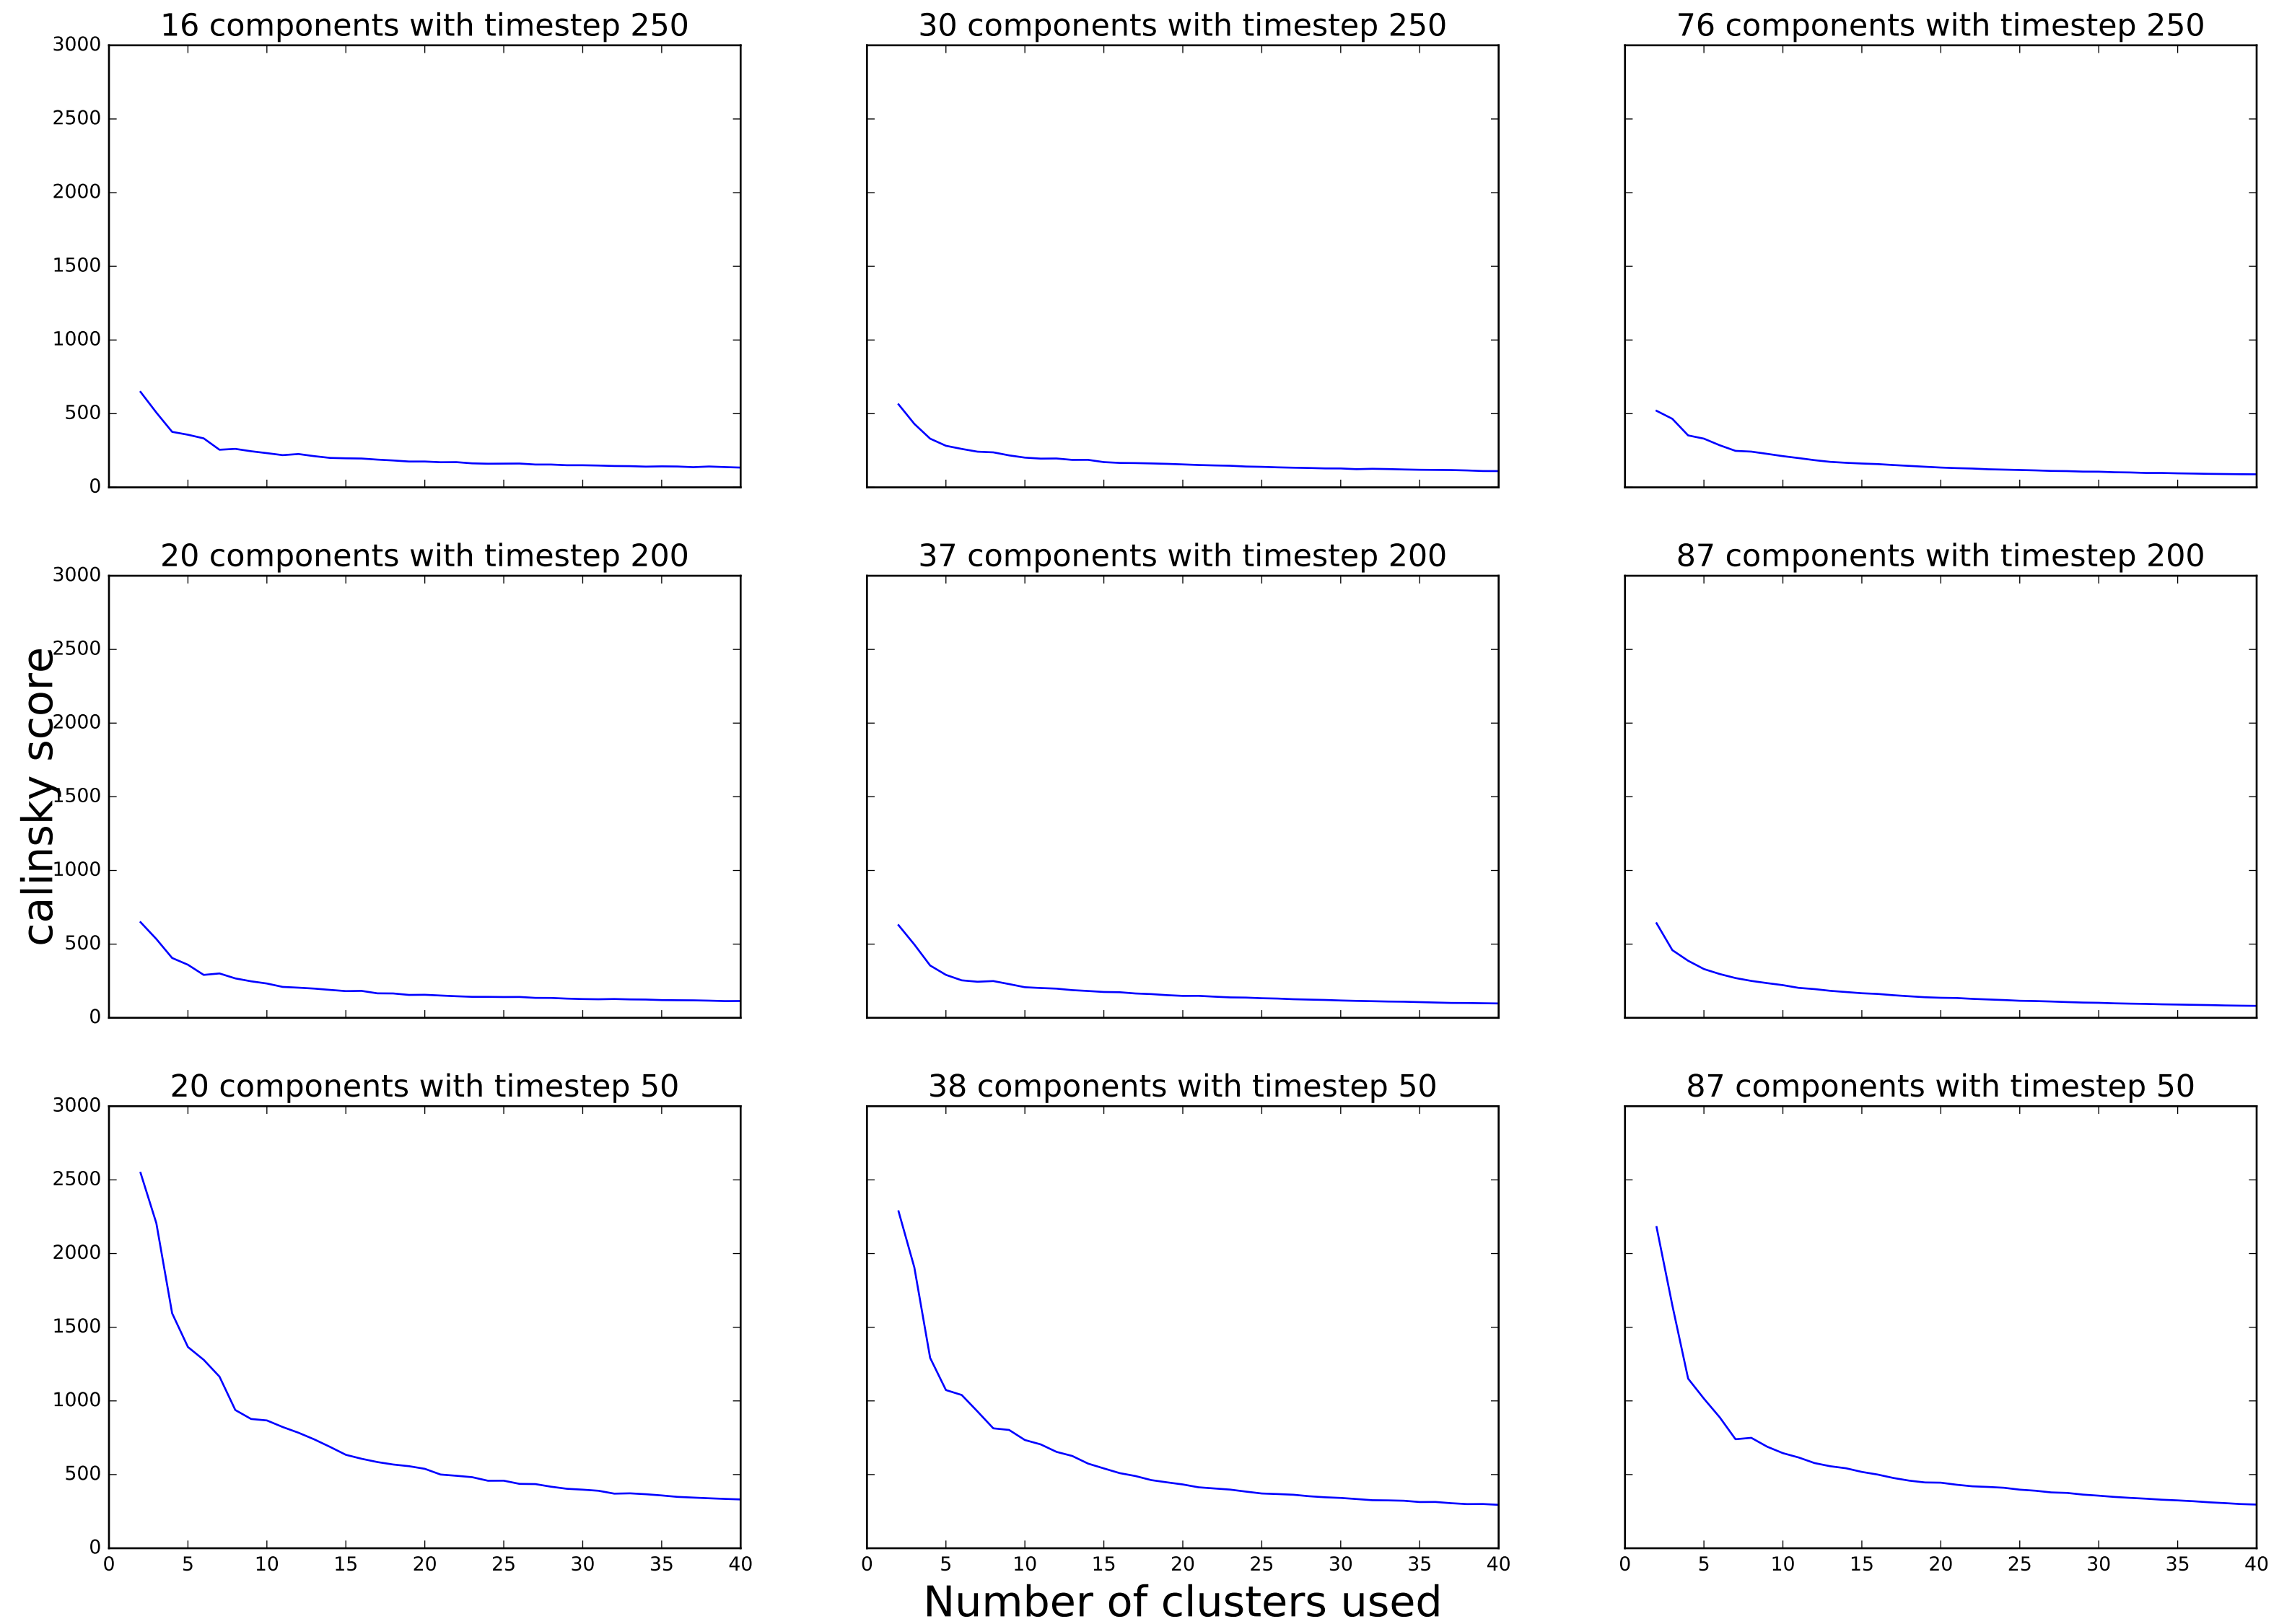 16 components with timestep 250
30 components with timestep 250
76 components with timestep 250
3000
2500
2000
1500
1000
500
0
20 components with timestep 200
37 components with timestep 200
87 components with timestep 200
calinsky score
3000
2500
2000
1500
1000
500
0
20 components with timestep 50
38 components with timestep 50
87 components with timestep 50
3000
2500
2000
1500
1000
500
0
0 5 10 15 20 25 30 35 40
0 5 10 15 20 25 30 35 40
0 5 10 15 20 25 30 35 40
Number of clusters used